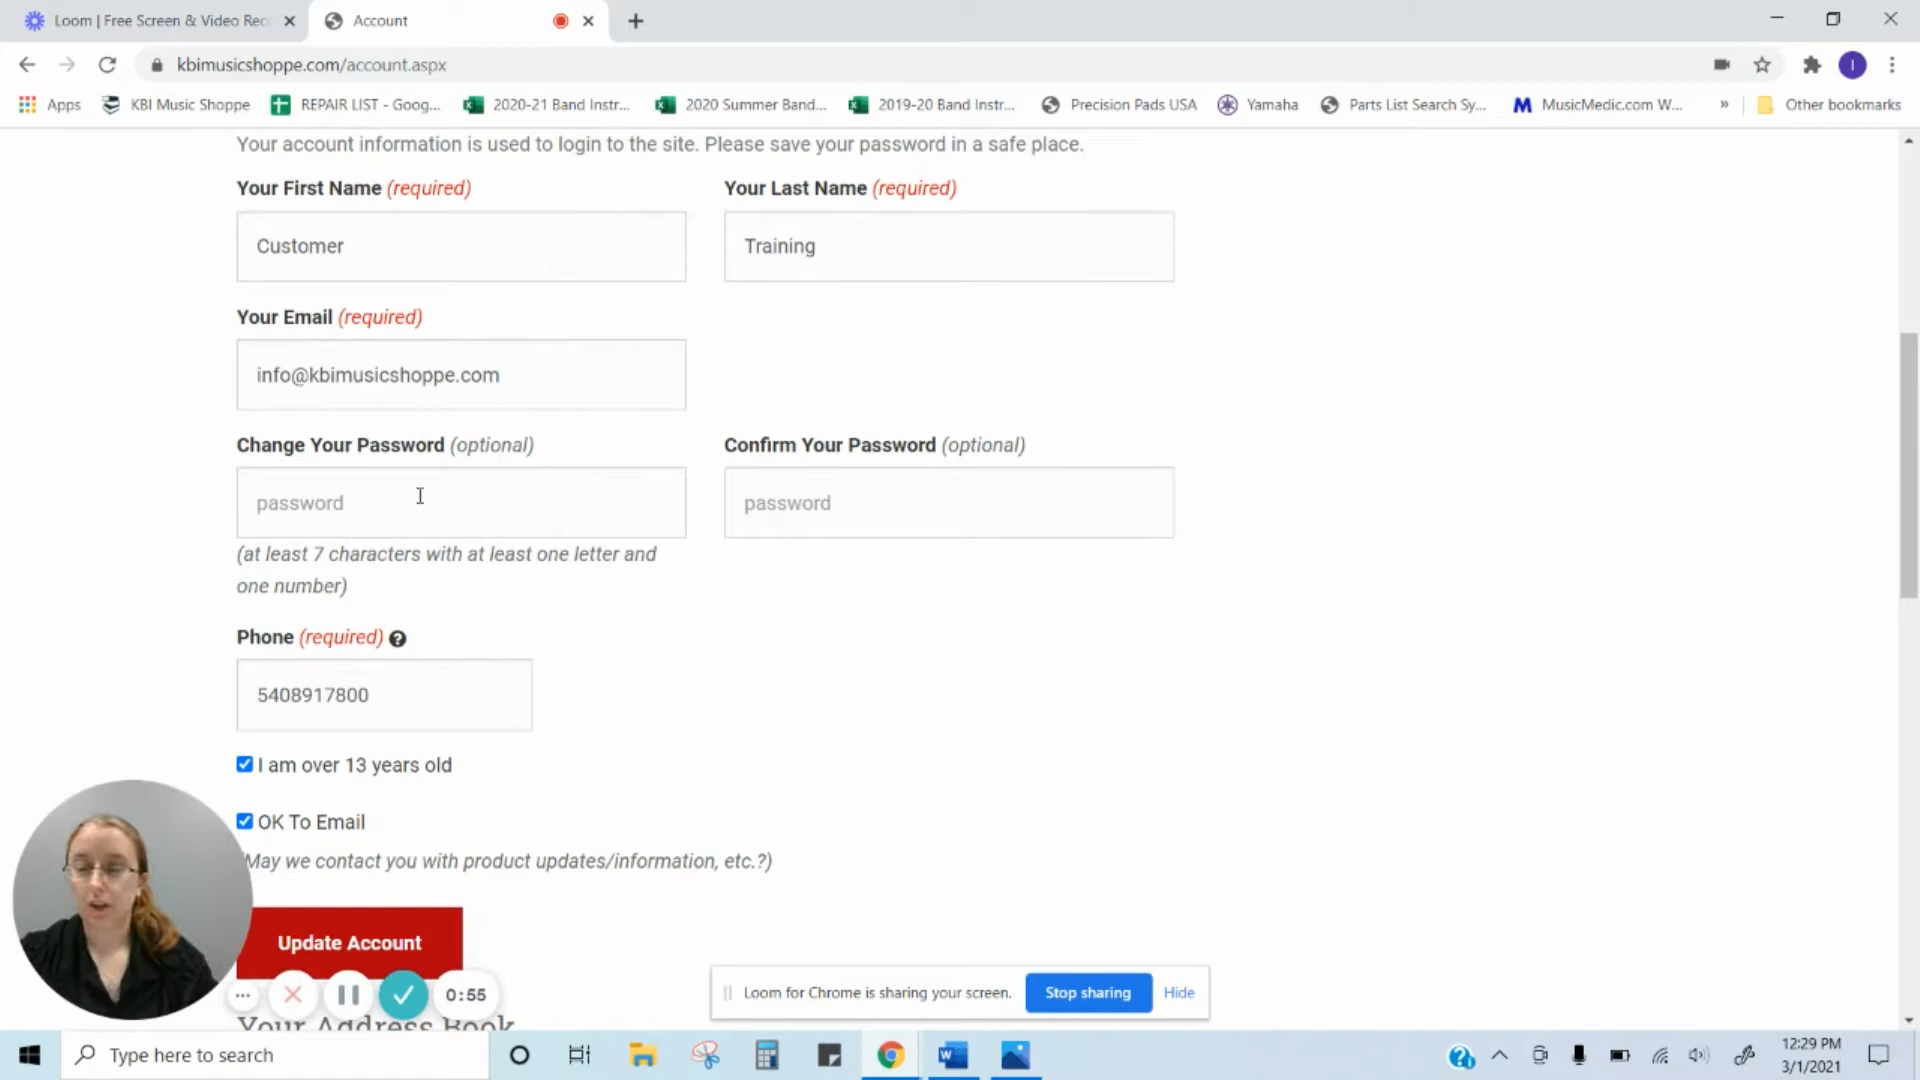 Loom | Free Screen & Video Rec
Account
kbimusicshoppe.com/account.aspx
Apps
KBI Music Shoppe
REPAIR LIST - Goog...
2020-21 Band Instr...
2020 Summer Band...
2019-20 Band Instr...
Precision Pads USA
Yamaha
Parts List Search Sy...
MusicMedic.com W...
»
Other bookmarks
Your account information is used to login to the site. Please save your password in a safe place.
Your First Name (required)
Your Last Name (required)
Customer
Training
Your Email (required)
info@kbimusicshoppe.com
Change Your Password (optional)
Confirm Your Password (optional)
password
password
(at least 7 characters with at least one letter and
one number)
Phone (required)
5408917800
I am over 13 years old
OK To Email
May we contact you with product updates/information, etc.?)
Update Account
0:55
Loom for Chrome is sharing your screen.
Stop sharing
Hide
Your Address Book
Type here to search
12:29 PM
3/1/2021